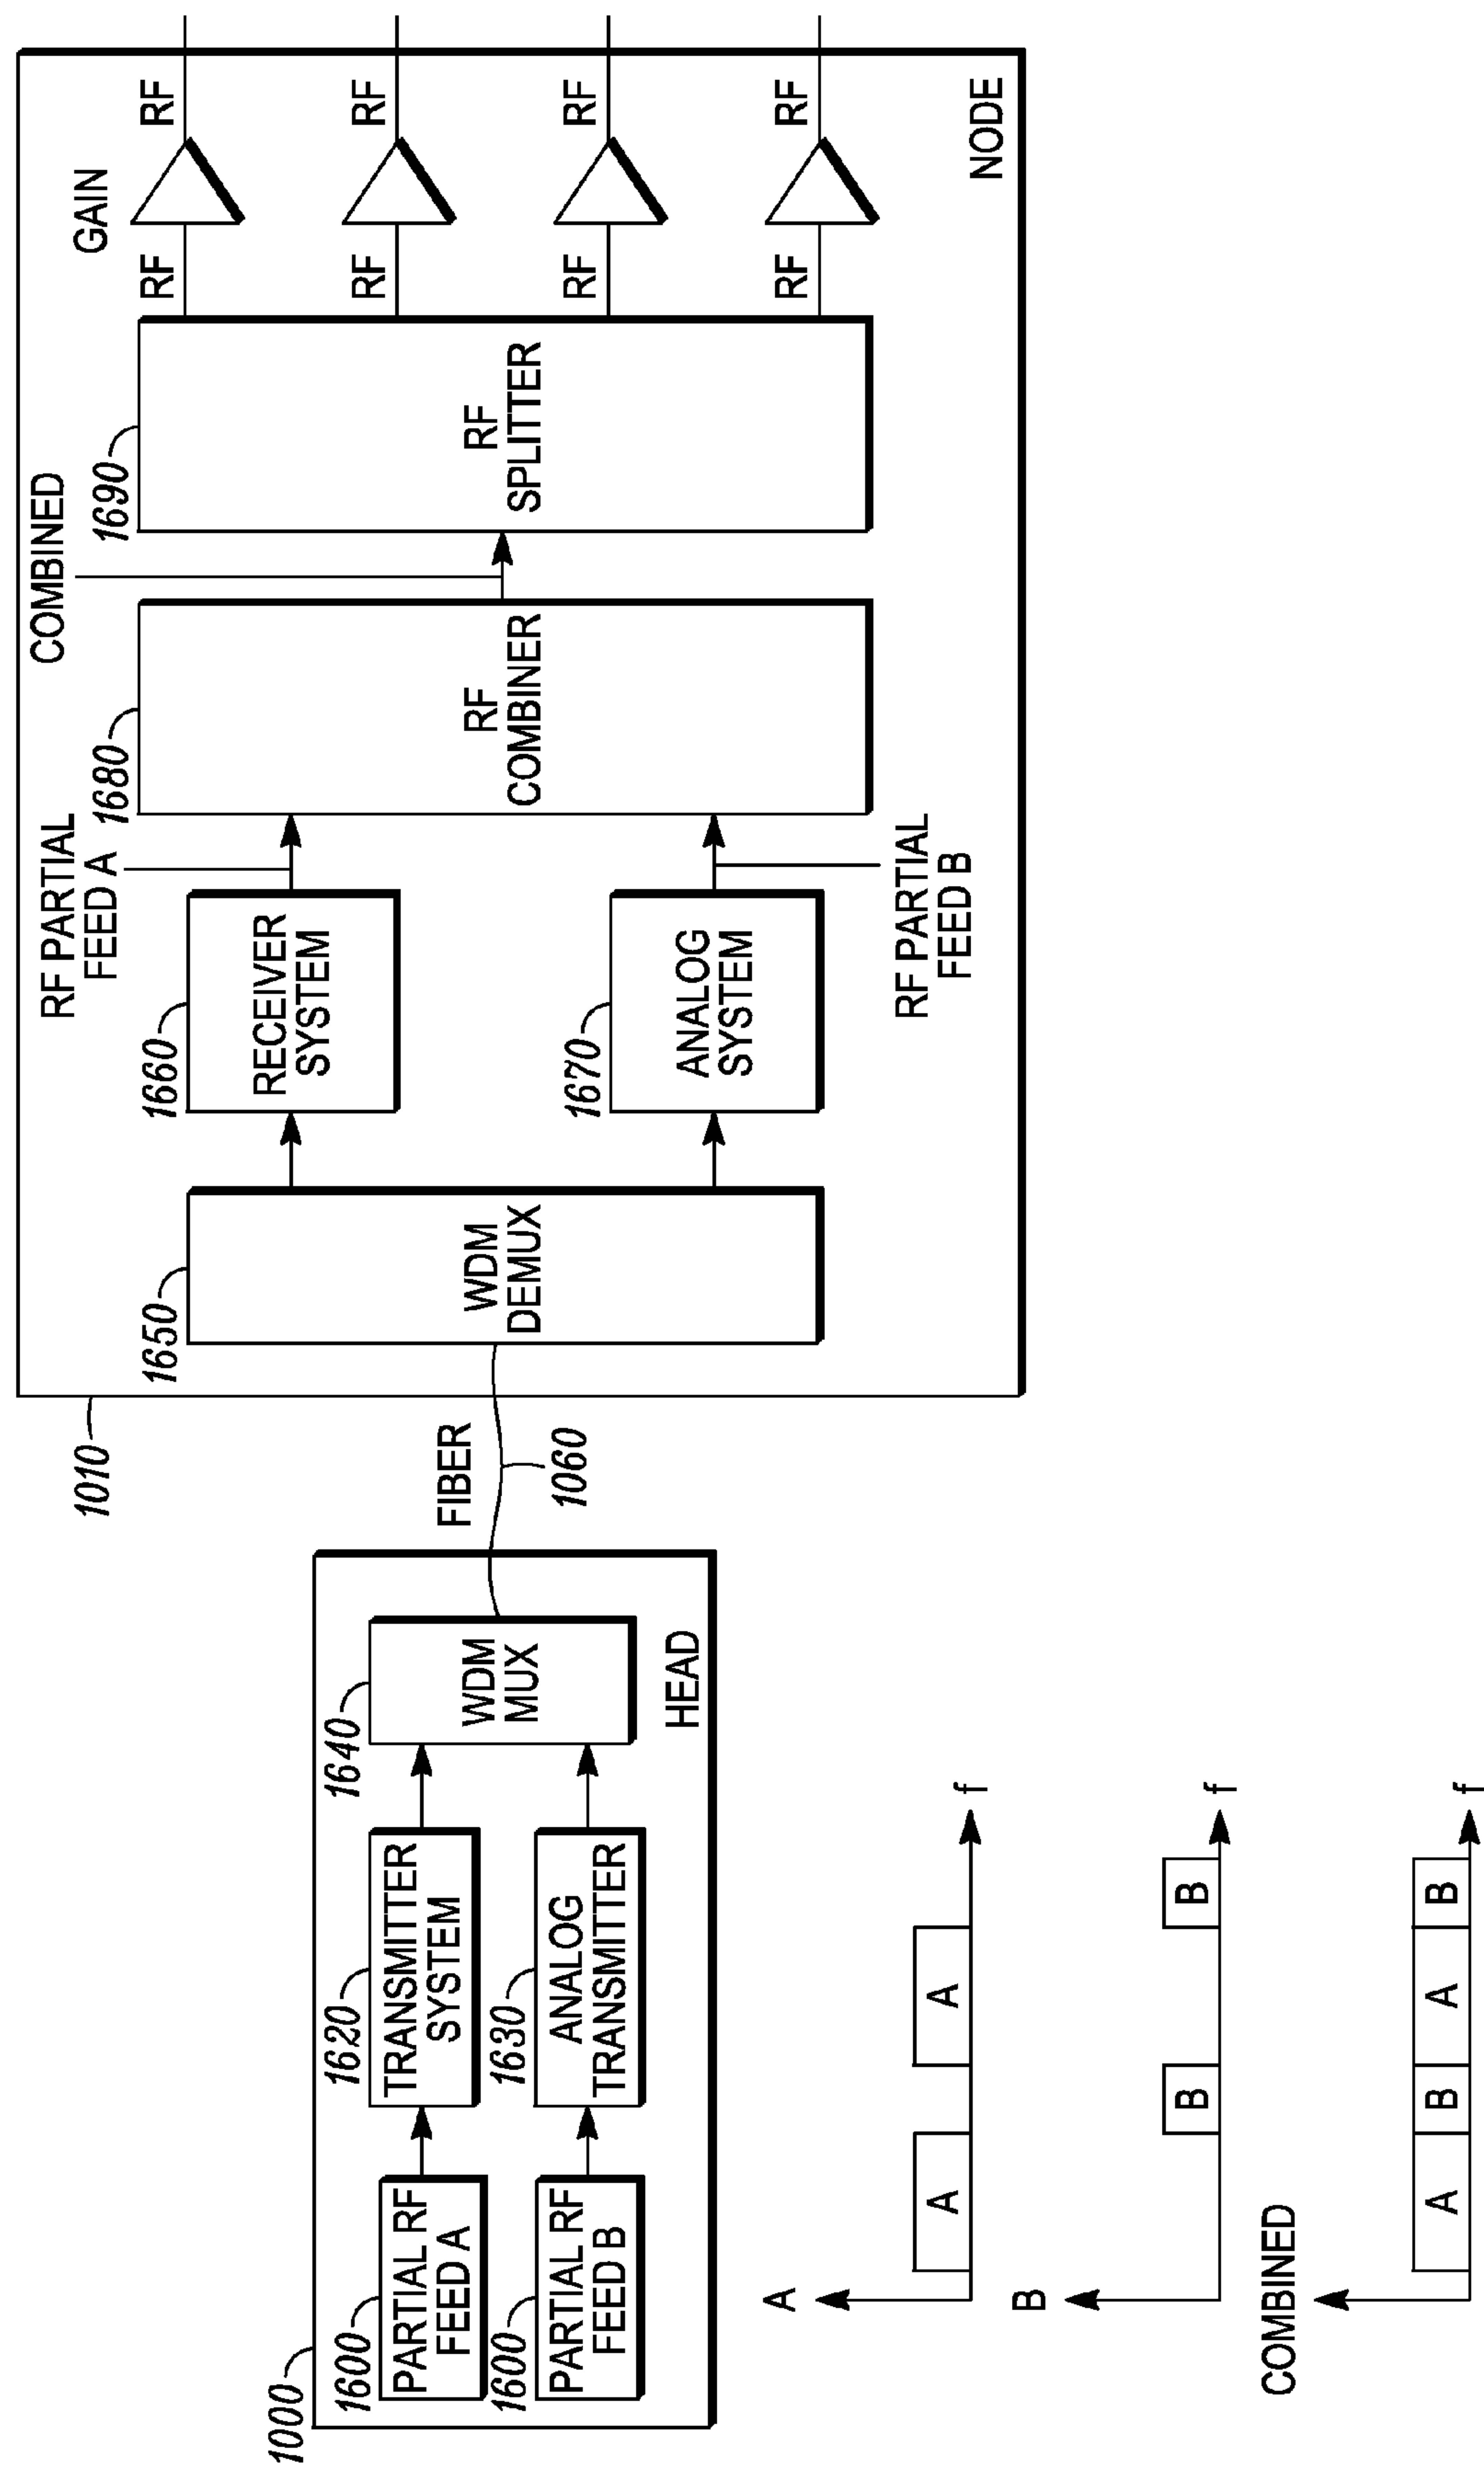 1000
1600
PARTIAL RF
FEED A
1600
PARTIAL RF
FEED B
1620
TRANSMITTER
SYSTEM
1630
ANALOG
TRANSMITTER
1640
WDM
MUX
HEAD
FIBER
1060
1010
1650
WDM
DEMUX
1660
RECEIVER
SYSTEM
1670
ANALOG
SYSTEM
RF PARTIAL
FEED A
RF PARTIAL
FEED B
1680
RF
COMBINER
COMBINED
1690
RF
SPLITTER
GAIN
RF
RF
RF
RF
RF
RF
RF
RF
NODE
A
A
A
f
B
B
B
f
COMBINED
A
B
A
B
f